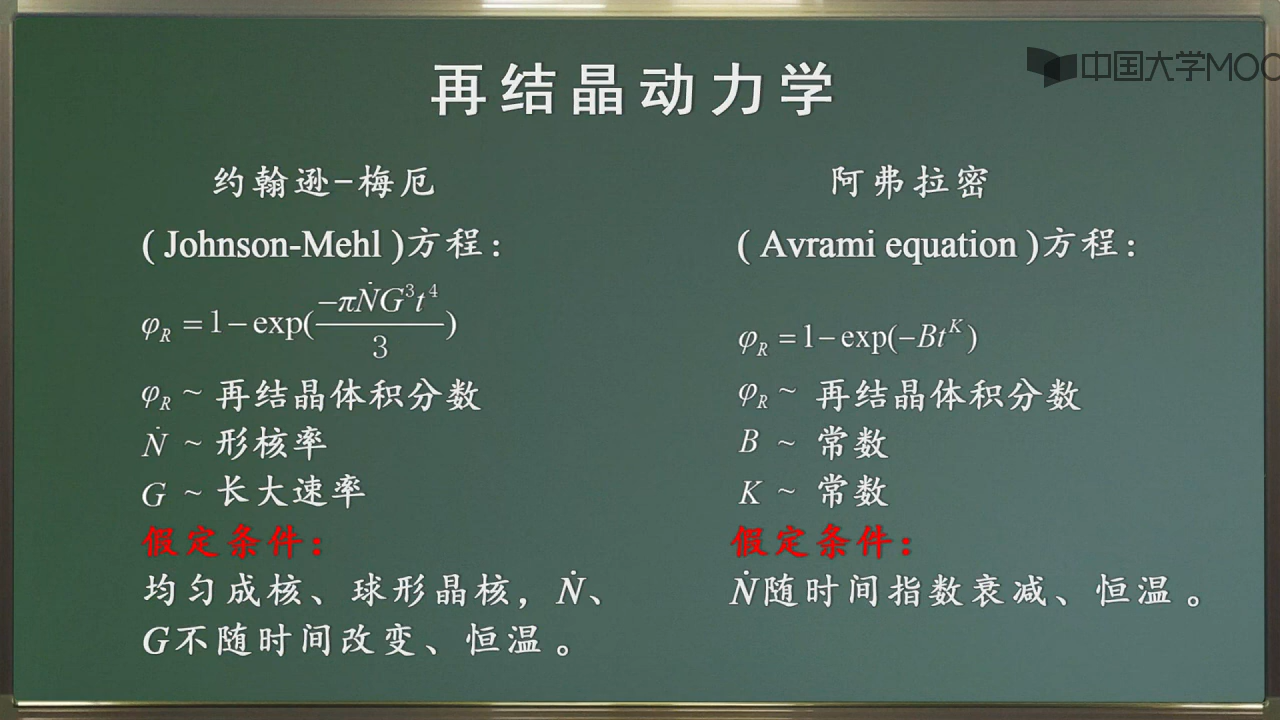 再结晶动力学
中国大学MOO
约翰逊-梅厄
( Johnson-Mehl )方程：
φ_R = 1 - exp(\frac{-πṄG³t⁴}{3})
φ_R ~ 再结晶体积分数
Ṅ ~ 形核率
G ~ 长大速率
假定条件：
均匀成核、球形晶核，Ṅ、
G不随时间改变、恒温。
阿弗拉密
( Avrami equation )方程：
φ_R = 1 - exp(-Bt^K)
φ_R ~ 再结晶体积分数
B ~ 常数
K ~ 常数
假定条件：
Ṅ随时间指数衰减、恒温。